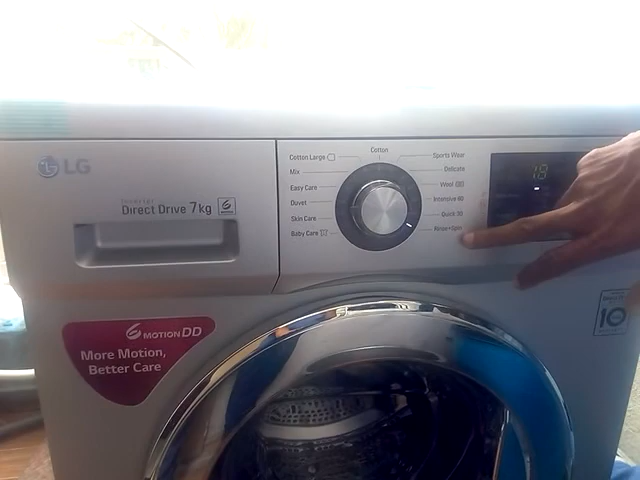 LG
Direct Drive 7kg
Cotton
Cotton Large
Mix
Easy Care
Duvet
Skin Care
Baby Care
Sports Wear
Delicate
Wool
Intensive 60
Quick 30
Rinse+Spin
18
6 MOTION DD
More Motion,
Better Care
10